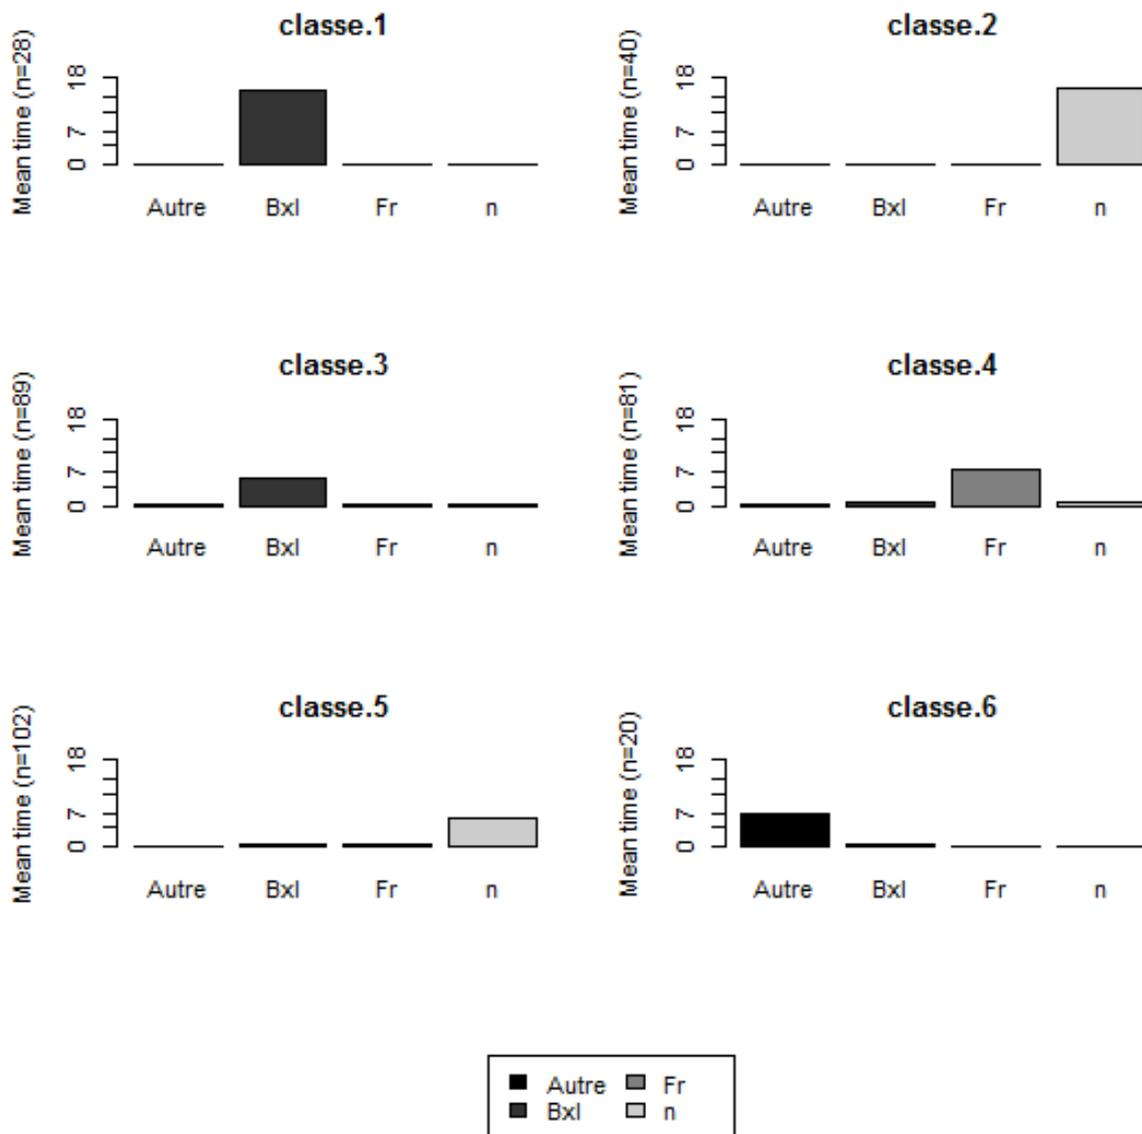 classe.1
Mean time (n=28)
18
7
0
Autre Bxl Fr n
classe.2
Mean time (n=40)
18
7
0
Autre Bxl Fr n
classe.3
Mean time (n=89)
18
7
0
Autre Bxl Fr n
classe.4
Mean time (n=81)
18
7
0
Autre Bxl Fr n
classe.5
Mean time (n=102)
18
7
0
Autre Bxl Fr n
classe.6
Mean time (n=20)
18
7
0
Autre Bxl Fr n
Autre Fr
Bxl n